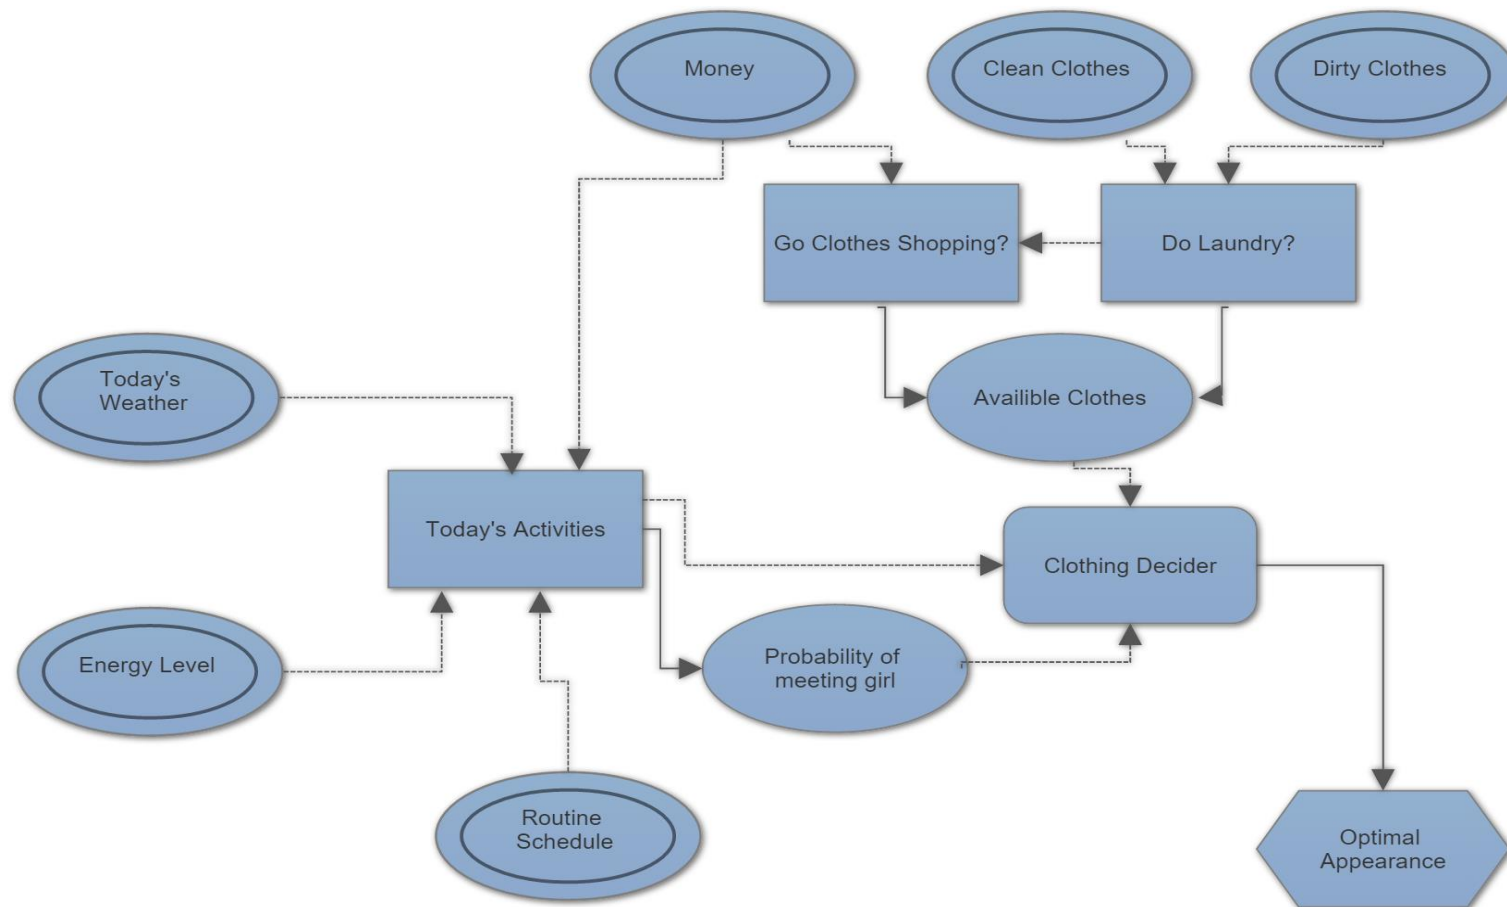 Money
Clean Clothes
Dirty Clothes
Go Clothes Shopping?
Do Laundry?
Today's
Weather
Availible Clothes
Today's Activities
Clothing Decider
Energy Level
Probability of
meeting girl
Routine
Schedule
Optimal
Appearance